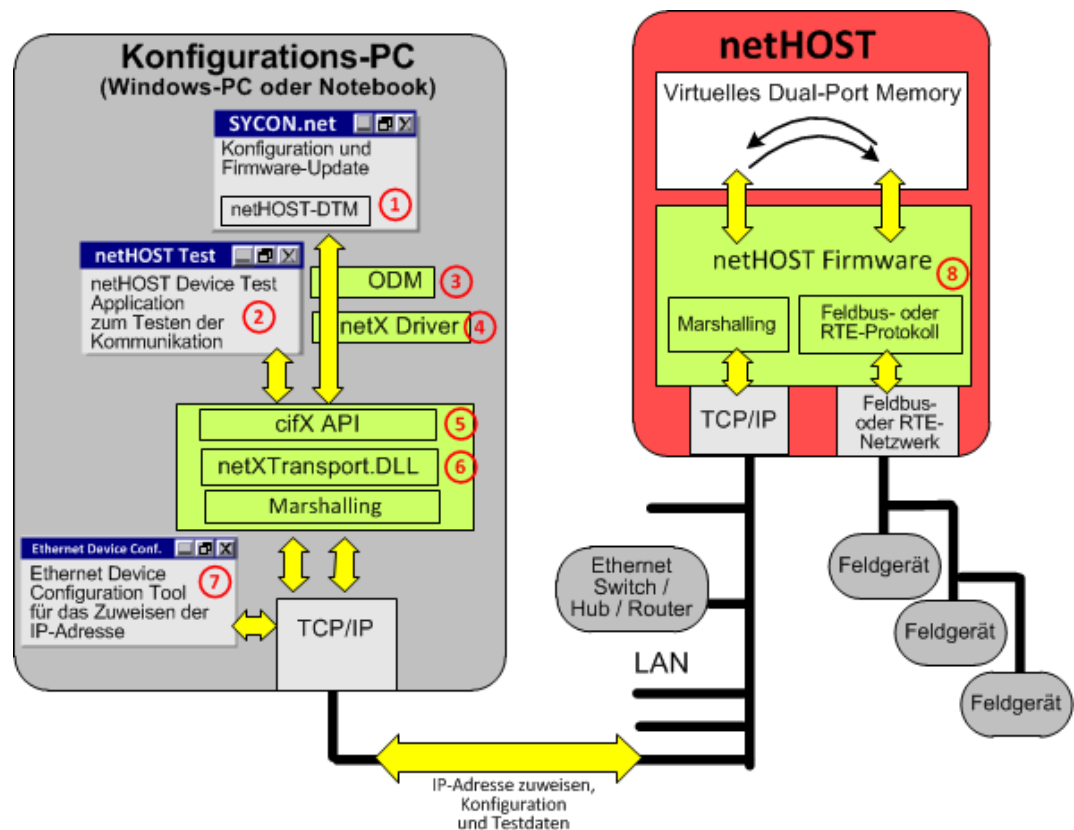 Konfigurations-PC
(Windows-PC oder Notebook)
SYCON.net
Konfiguration und
Firmware-Update
netHOST-DTM
1
netHOST Test
netHOST Device Test
Application
zum Testen der
Kommunikation
2
ODM
3
netX Driver
4
cifX API
5
netXTransport.DLL
6
Marshalling
Ethernet Device Conf.
Ethernet Device
Configuration Tool
für das Zuweisen der
IP-Adresse
7
TCP/IP
netHOST
Virtuelles Dual-Port Memory
netHOST Firmware
8
Marshalling
Feldbus- oder
RTE-Protokoll
TCP/IP
Feldbus-
oder RTE-
Netzwerk
Ethernet
Switch /
Hub / Router
LAN
Feldgerät
Feldgerät
Feldgerät
IP-Adresse zuweisen,
Konfiguration
und Testdaten